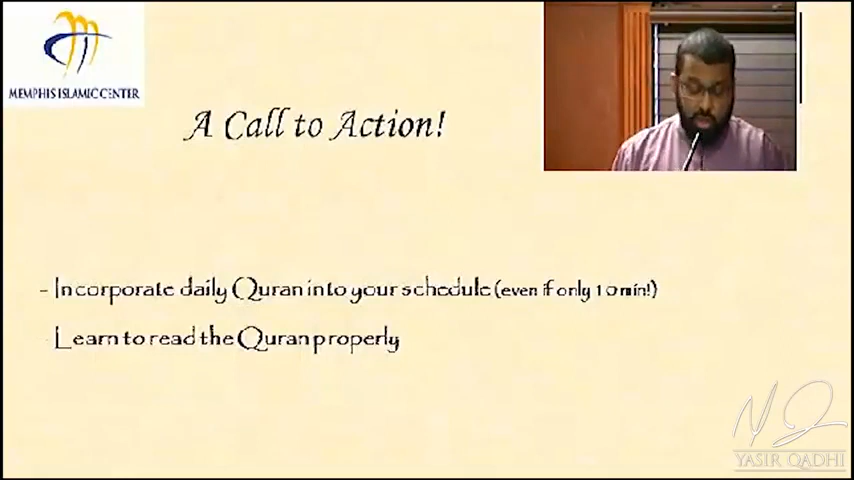 MEMPHIS ISLAMIC CENTER
A Call to Action!
- Incorporate daily Quran into your schedule (even if only 10 min!)
- Learn to read the Quran properly
YASIR QADHI